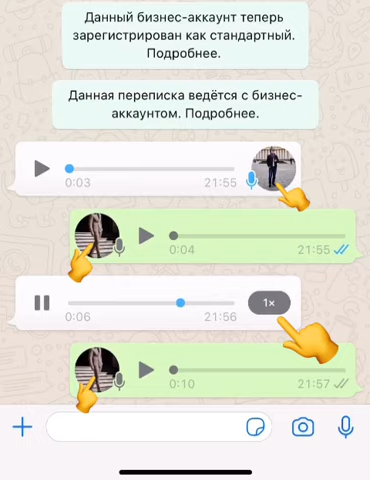 Данный бизнес-аккаунт теперь
зарегистрирован как стандартный.
Подробнее.
Данная переписка ведётся с бизнес-
аккаунтом. Подробнее.
0:03 21:55
0:04 21:55
1×
0:06 21:56
0:10 21:57